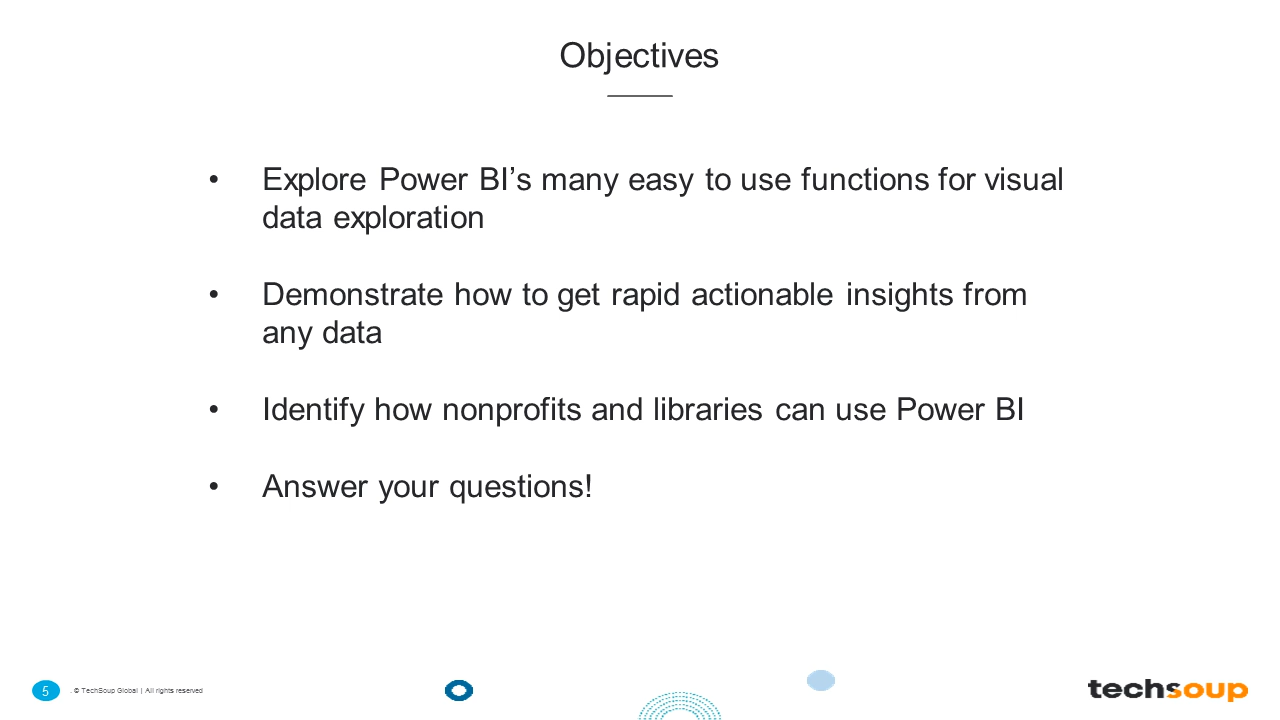 Objectives
• Explore Power BI’s many easy to use functions for visual
data exploration
• Demonstrate how to get rapid actionable insights from
any data
• Identify how nonprofits and libraries can use Power BI
• Answer your questions!
5 . © TechSoup Global | All rights reserved
techsoup